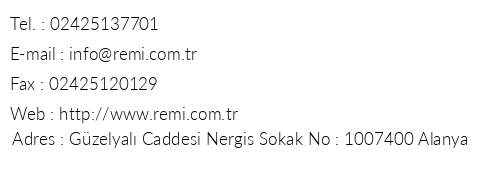 Tel. : 02425137701
E-mail : info@remi.com.tr
Fax : 02425120129
Web : http://www.remi.com.tr
Adres : Güzelyalı Caddesi Nergis Sokak No : 1007400 Alanya